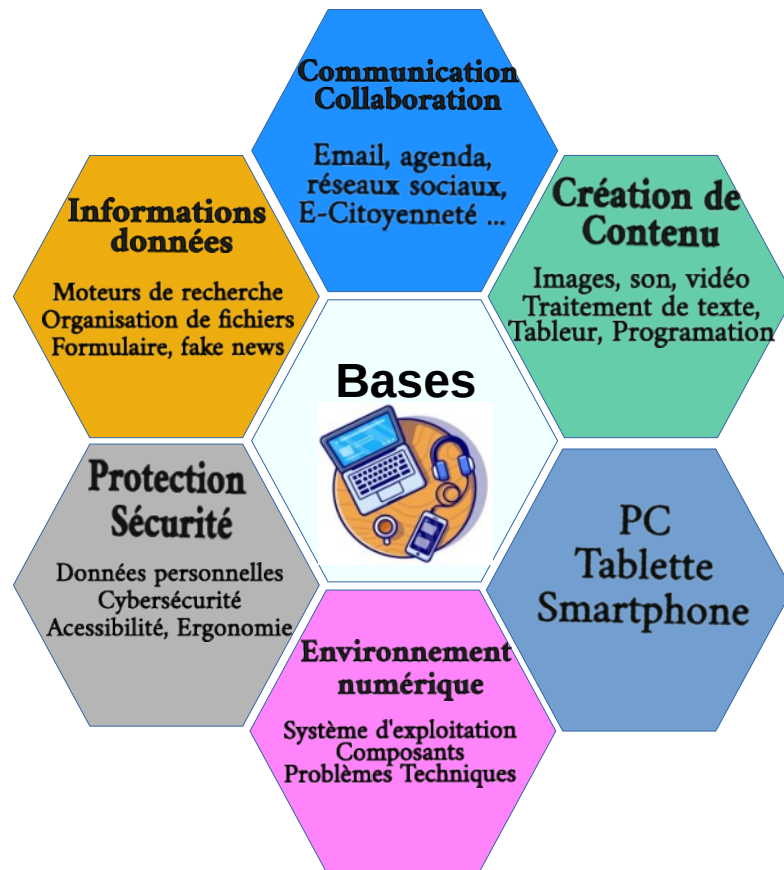 Communication
Collaboration
Email, agenda,
réseaux sociaux,
E-Citoyenneté ...
Informations
données
Moteurs de recherche
Organisation de fichiers
Formulaire, fake news
Création de
Contenu
Images, son, vidéo
Traitement de texte,
Tableur, Programation
Bases
Protection
Sécurité
Données personnelles
Cybersécurité
Acessibilité, Ergonomie
PC
Tablette
Smartphone
Environnement
numérique
Système d'exploitation
Composants
Problèmes Techniques